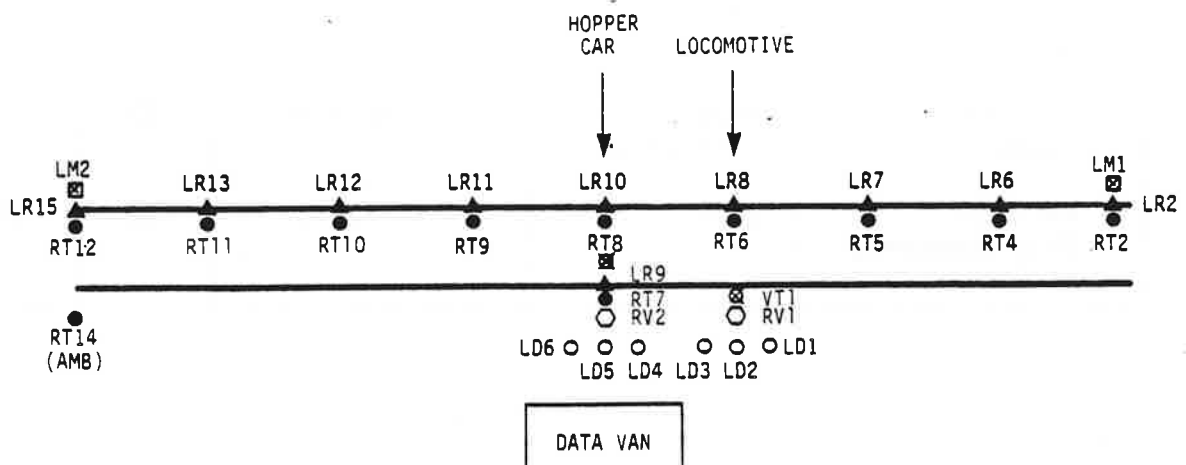 HOPPER
CAR LOCOMOTIVE
LM2 LM1
LR13 LR12 LR11 LR10 LR8 LR7 LR6
LR15 LR2
RT12 RT11 RT10 RT9 RT8 RT6 RT5 RT4 RT2
LR9
RT7 VT1
RV2 RV1
RT14
(AMB)
LD6 LD1
LD5 LD4 LD3 LD2
DATA VAN